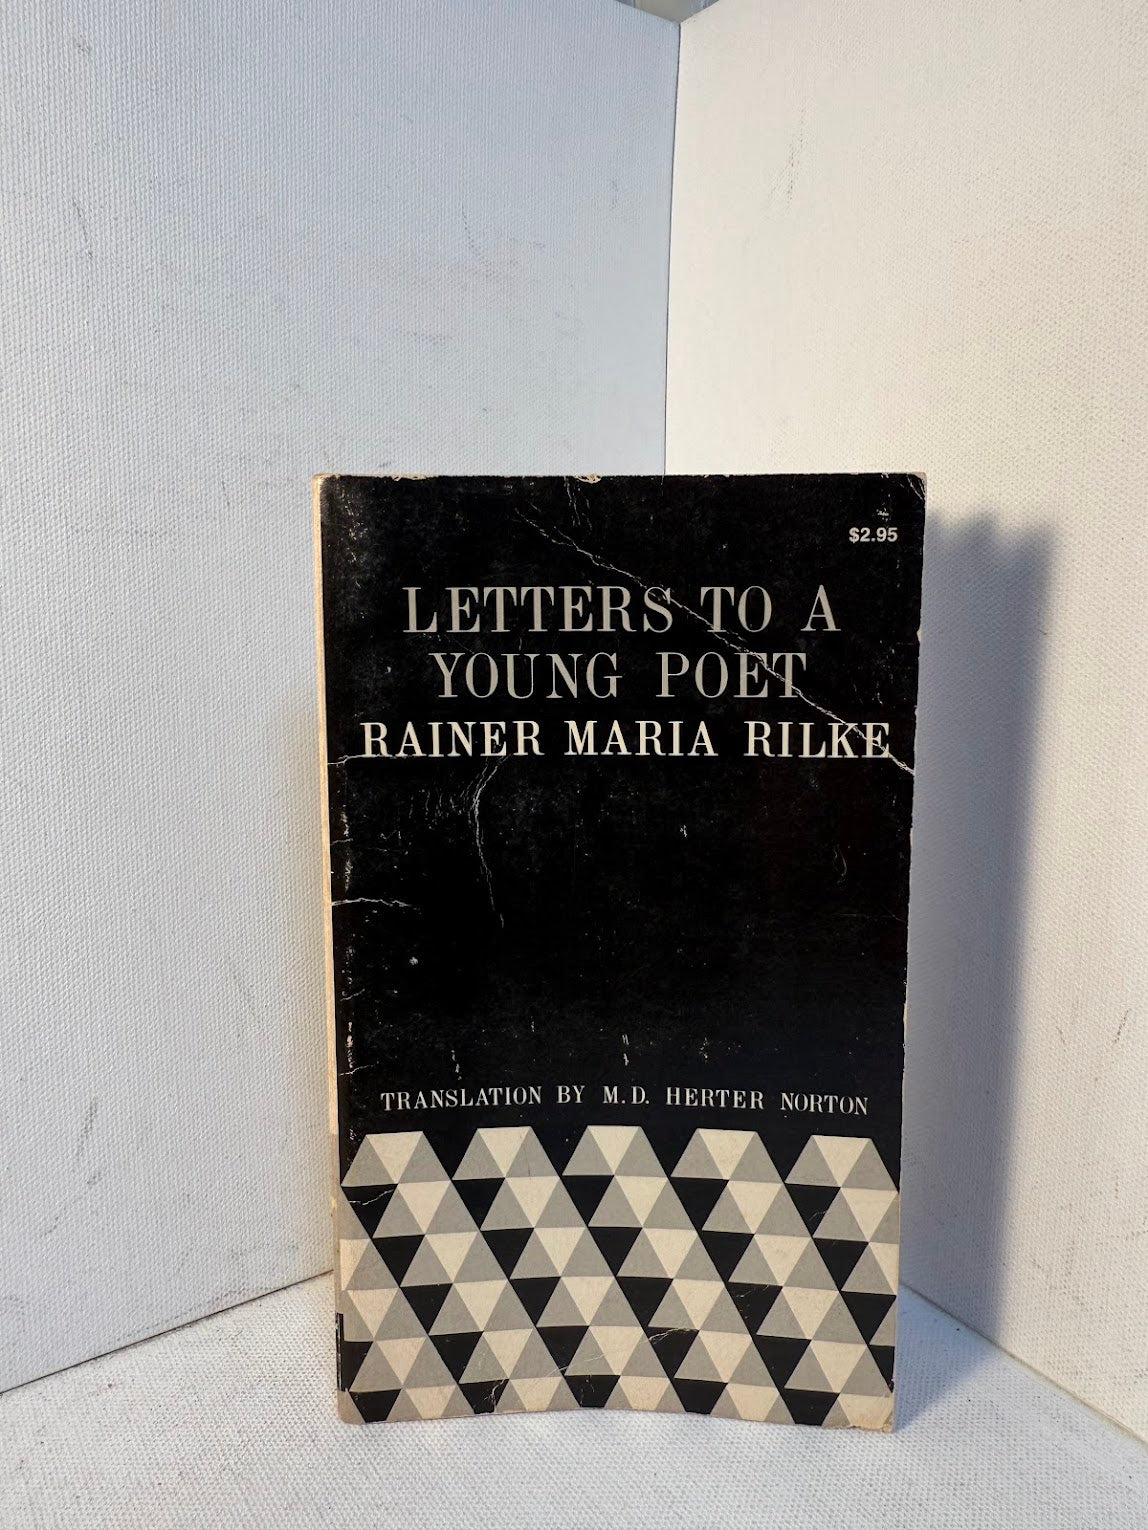 $2.95
LETTERS TO A
YOUNG POET
RAINER MARIA RILKE
TRANSLATION BY M.D. HERTER NORTON